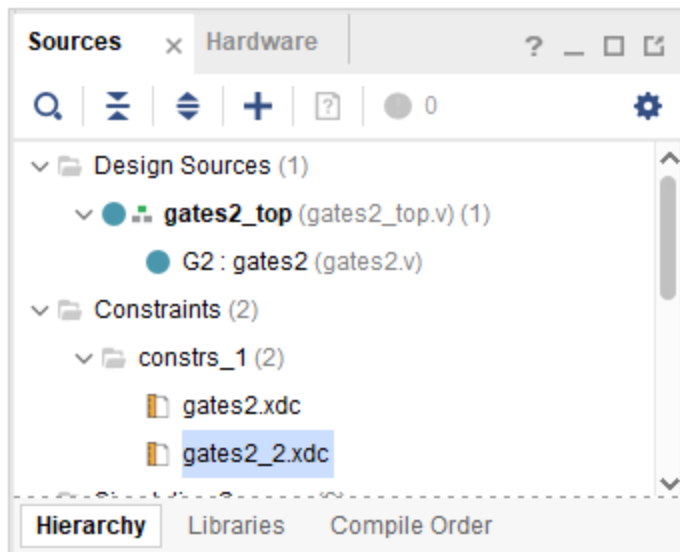 Sources Hardware ?
0
Design Sources (1)
gates2_top (gates2_top.v) (1)
G2 : gates2 (gates2.v)
Constraints (2)
constrs_1 (2)
gates2.xdc
gates2_2.xdc
Hierarchy Libraries Compile Order